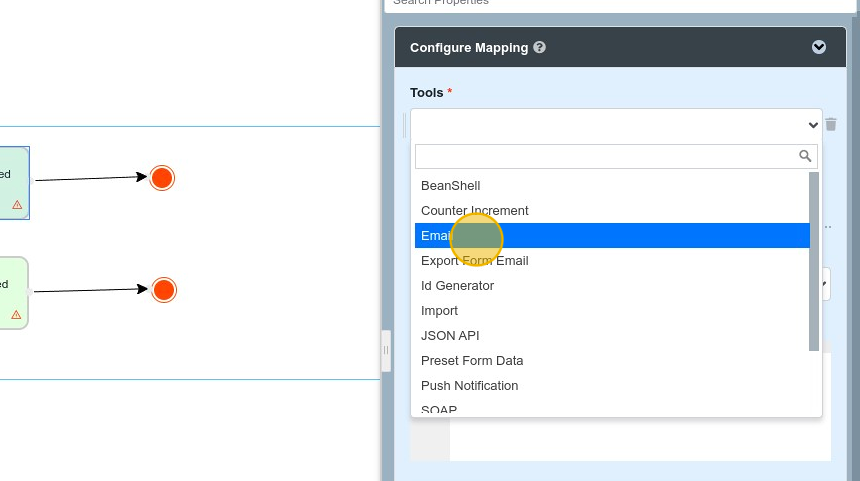 Search Properties
Configure Mapping ?
Tools *
ed
BeanShell
Counter Increment
Email
Export Form Email
Id Generator
ed
Import
JSON API
Preset Form Data
Push Notification
SOAP